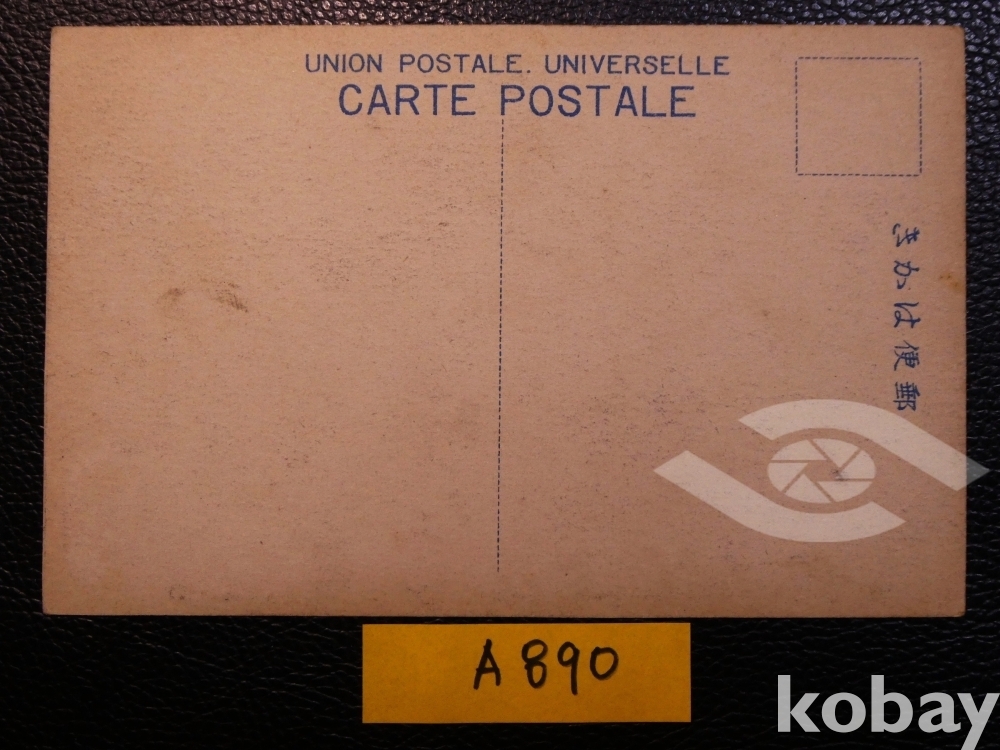 UNION POSTALE. UNIVERSELLE
CARTE POSTALE
きかは便郵
A890
kobay